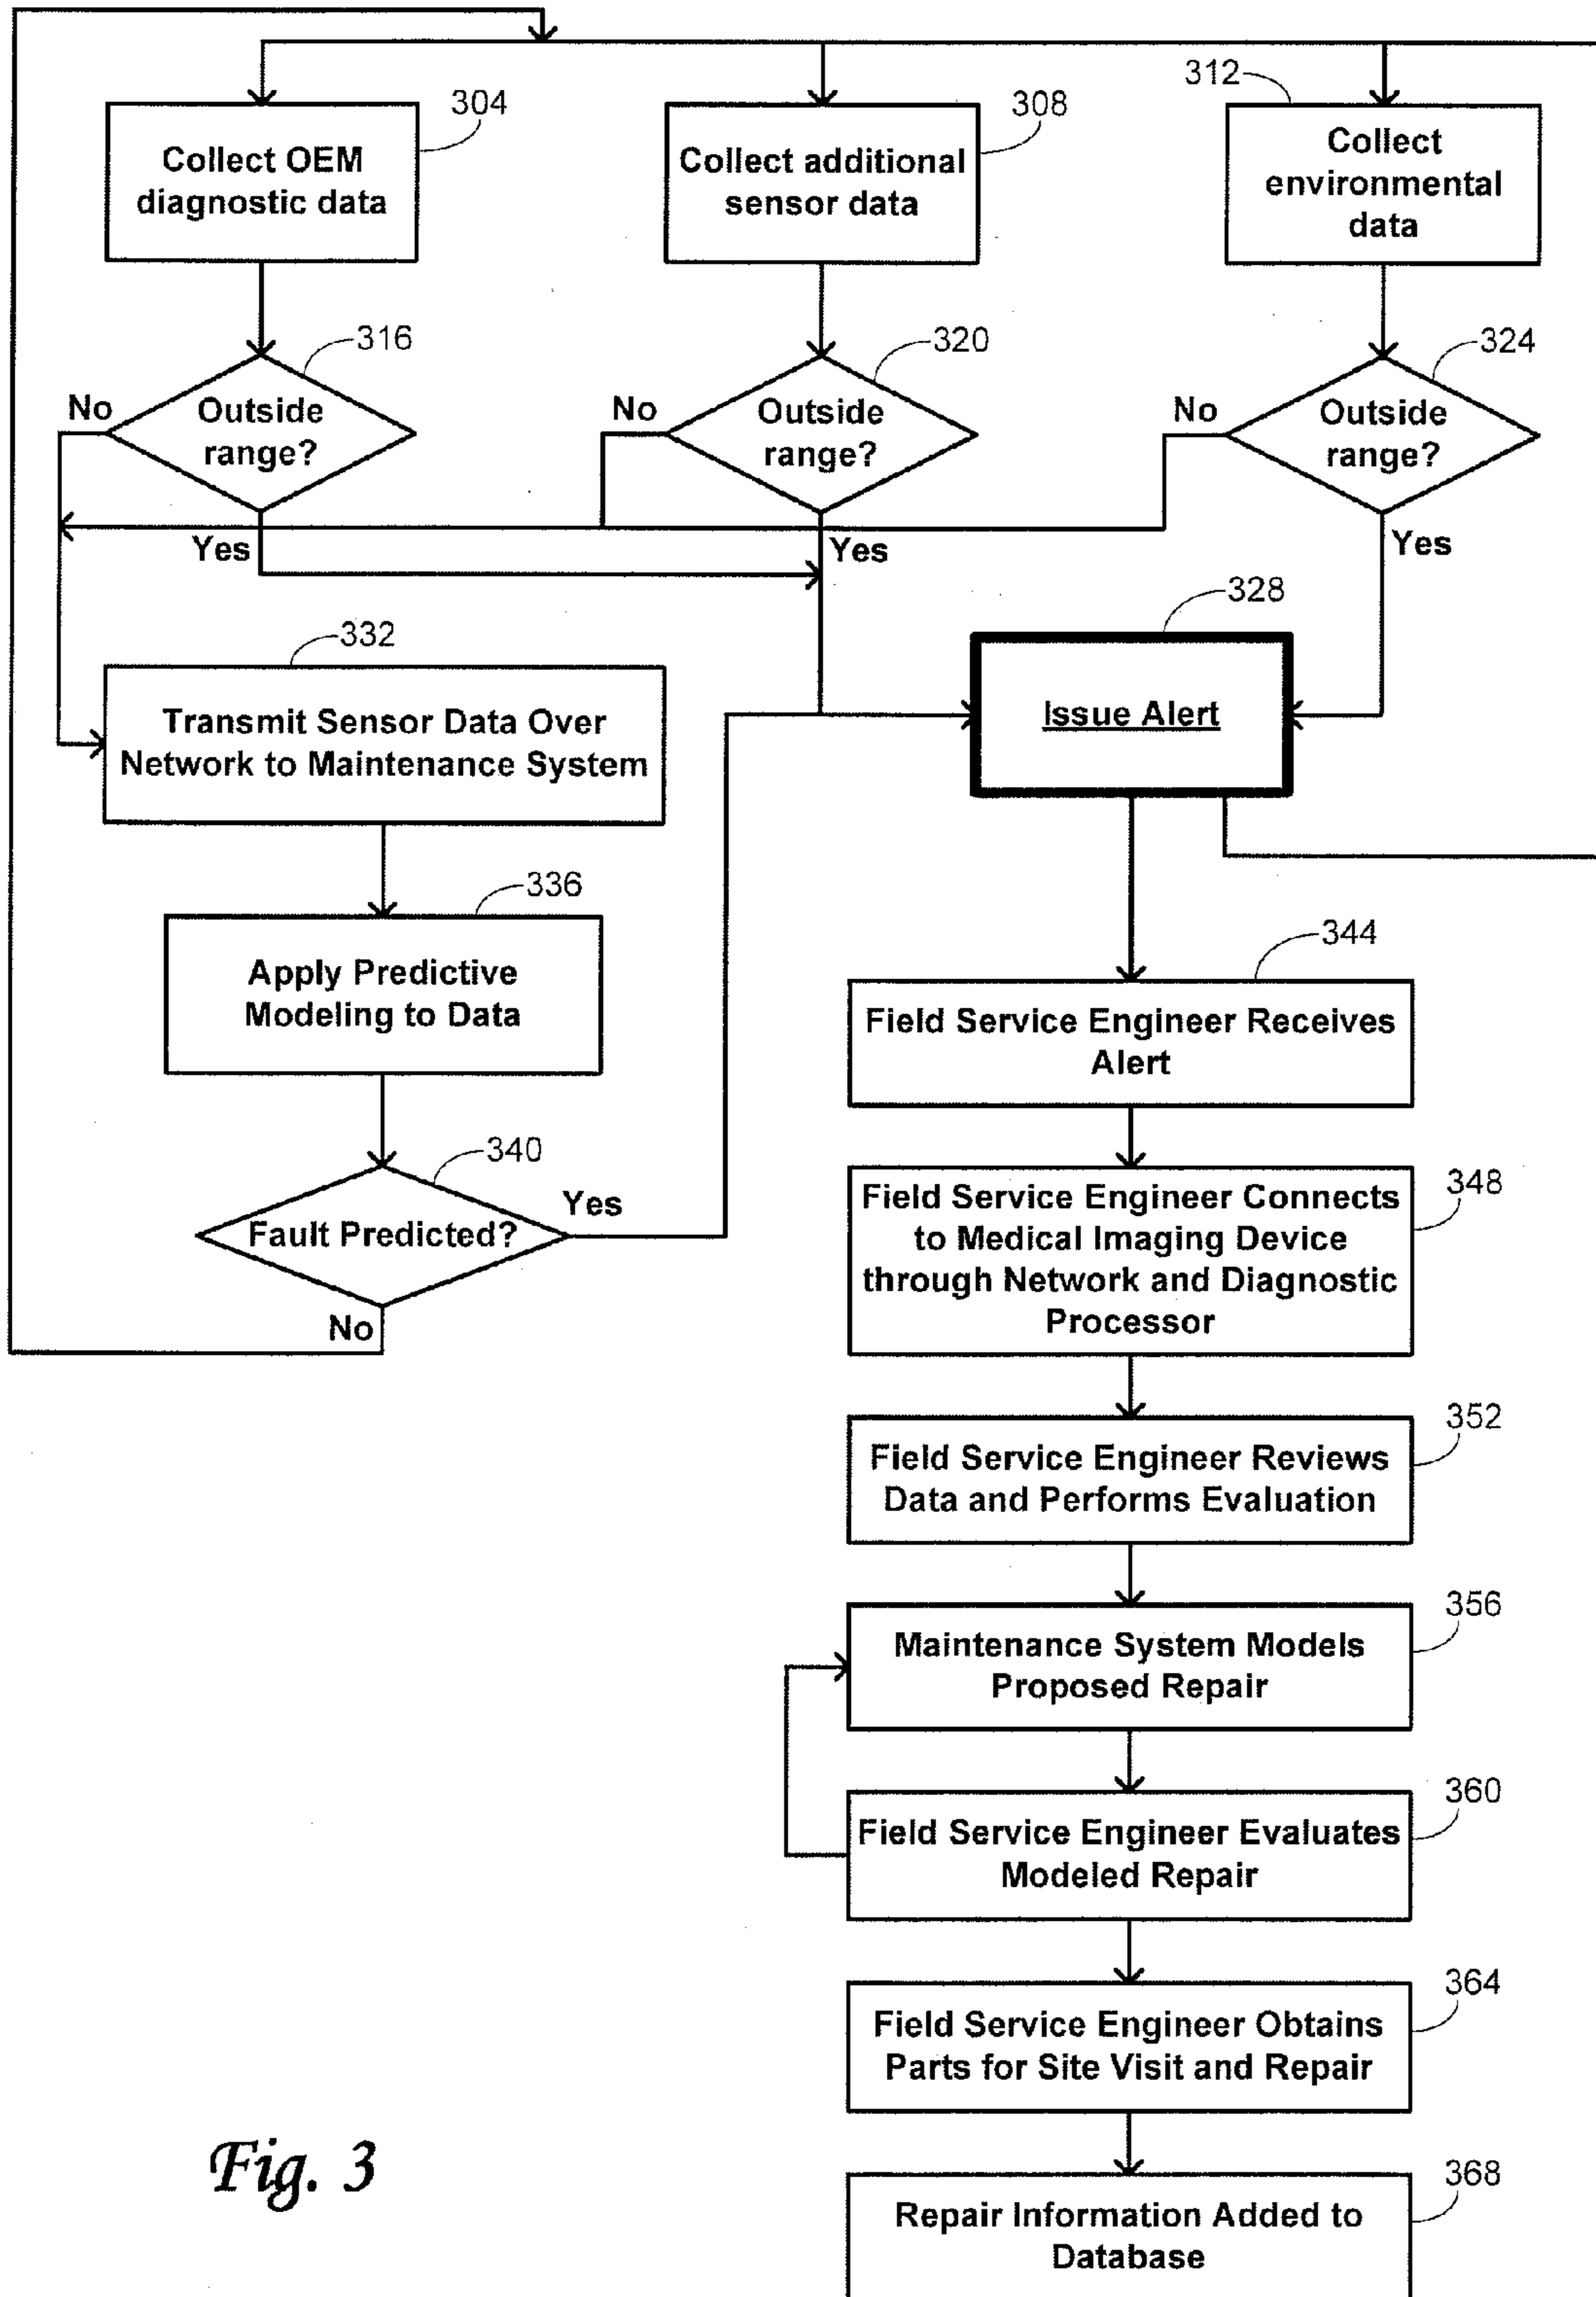 304
308
312
Collect OEM
diagnostic data
Collect additional
sensor data
Collect
environmental
data
316
320
324
No
Outside
range?
No
Outside
range?
No
Outside
range?
Yes
Yes
Yes
328
Issue Alert
332
Transmit Sensor Data Over
Network to Maintenance System
336
Apply Predictive
Modeling to Data
340
Fault Predicted?
Yes
No
344
Field Service Engineer Receives
Alert
348
Field Service Engineer Connects
to Medical Imaging Device
through Network and Diagnostic
Processor
352
Field Service Engineer Reviews
Data and Performs Evaluation
356
Maintenance System Models
Proposed Repair
360
Field Service Engineer Evaluates
Modeled Repair
364
Field Service Engineer Obtains
Parts for Site Visit and Repair
368
Repair Information Added to
Database
Fig. 3